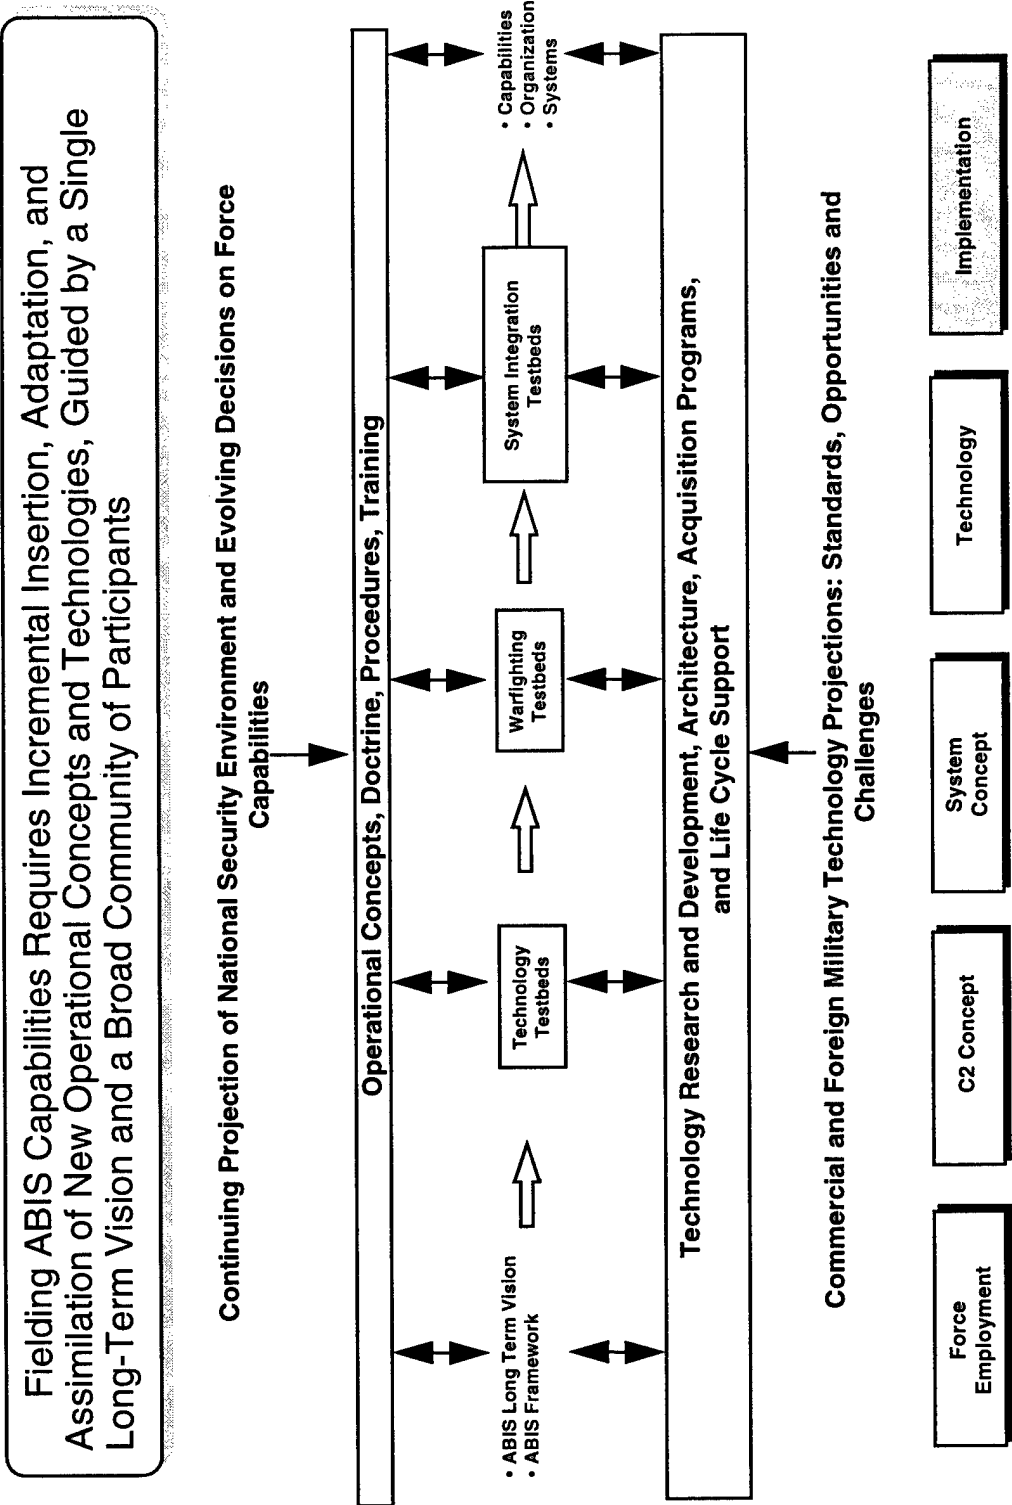 Fielding ABIS Capabilities Requires Incremental Insertion, Adaptation, and
Assimilation of New Operational Concepts and Technologies, Guided by a Single
Long-Term Vision and a Broad Community of Participants
Continuing Projection of National Security Environment and Evolving Decisions on Force
Capabilities
Operational Concepts, Doctrine, Procedures, Training
• ABIS Long Term Vision
• ABIS Framework
Technology
Testbeds
Warfighting
Testbeds
System Integration
Testbeds
• Capabilities
• Organization
• Systems
Technology Research and Development, Architecture, Acquisition Programs,
and Life Cycle Support
Commercial and Foreign Military Technology Projections: Standards, Opportunities and
Challenges
Force
Employment
C2 Concept
System
Concept
Technology
Implementation